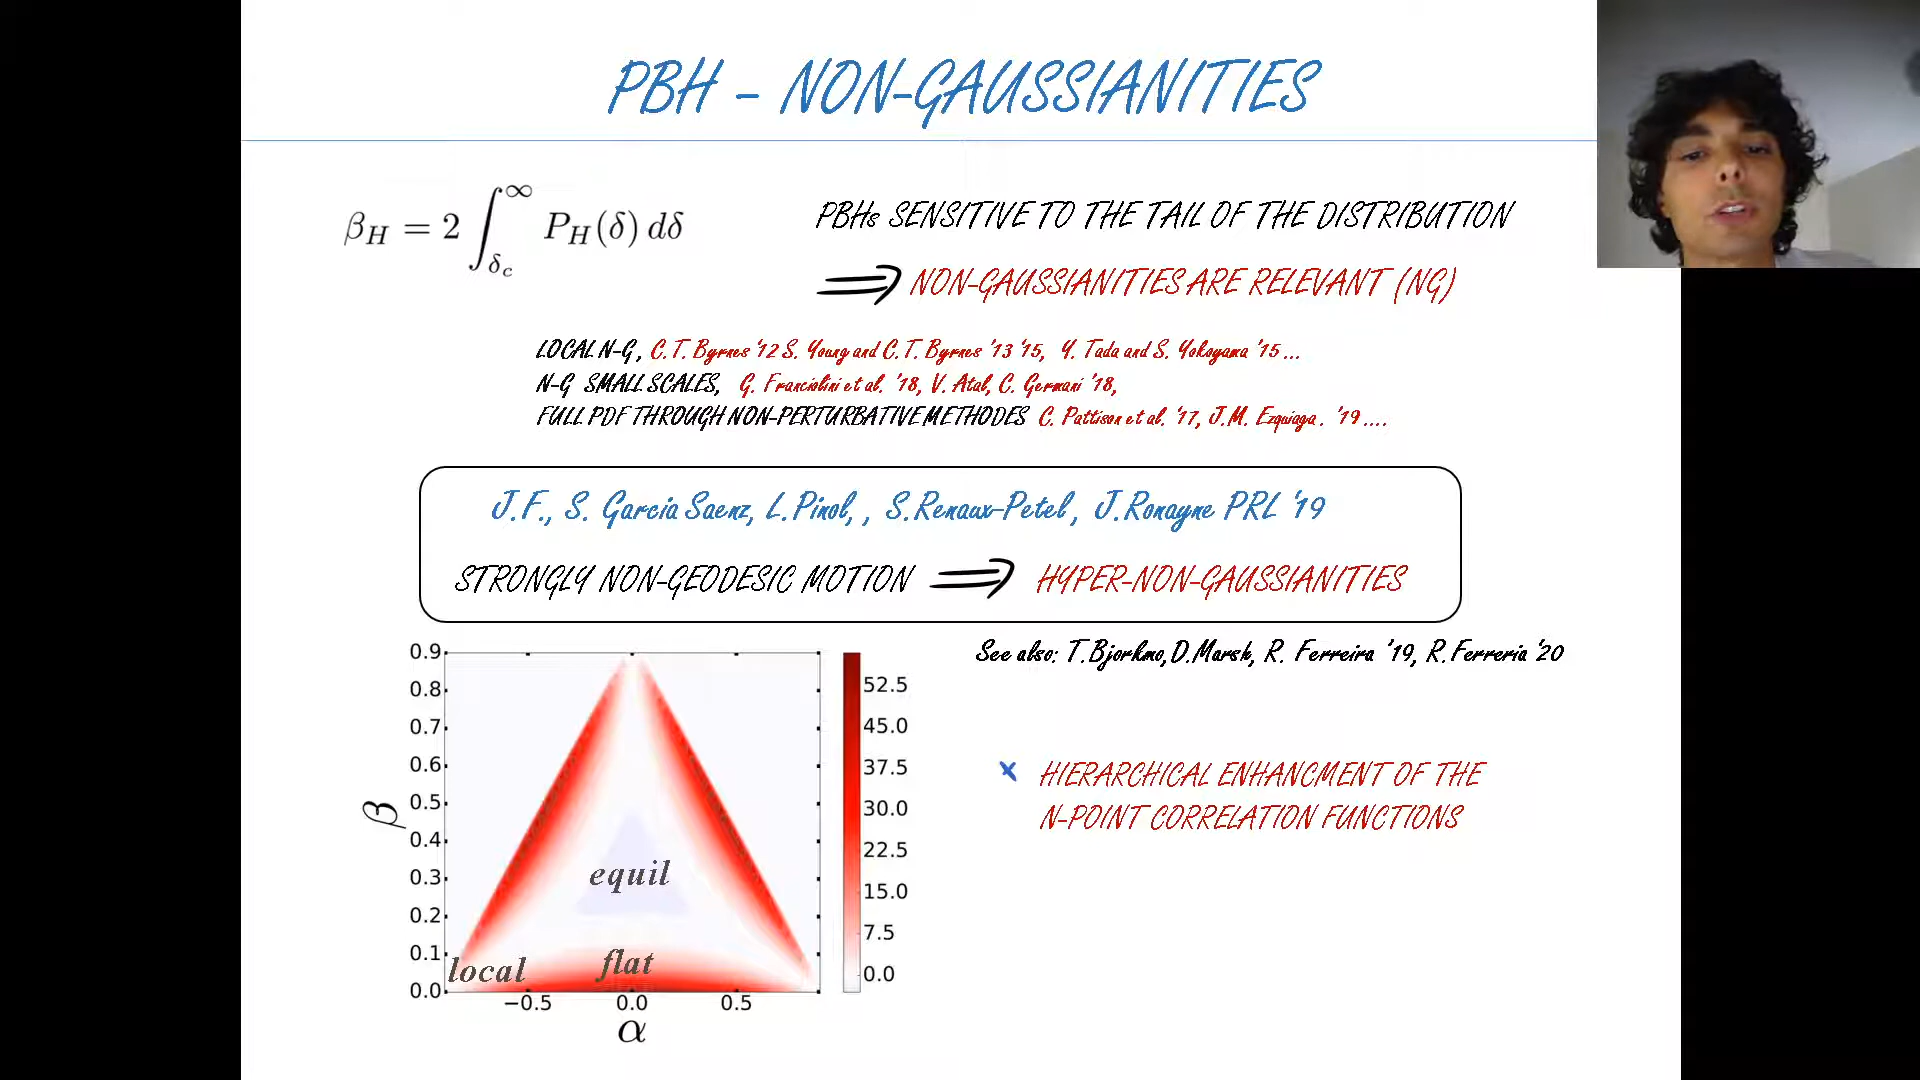 PBH - NON-GAUSSIANITIES
β_H = 2 ∫_{δ_c}^{∞} P_H(δ) dδ
PBHs SENSITIVE TO THE TAIL OF THE DISTRIBUTION
⟹ NON-GAUSSIANITIES ARE RELEVANT (NG)
LOCAL N-G, C.T. Byrnes '12 S. Young and C.T. Byrnes '13 '15, Y. Tada and S. Yokoyama '15 ...
N-G SMALL SCALES, G. Franciolini et al. '18, V. Atal, C. Germani '18,
FULL PDF THROUGH NON-PERTURBATIVE METHODES C. Pattison et al. '17, J.M. Ezquiaga. '19 ....
J.F., S. Garcia Saenz, L. Pinol, , S.Renaux-Petel, J.Ronayne PRL '19
STRONGLY NON-GEODESIC MOTION ⟹ HYPER-NON-GAUSSIANITIES
See also: T.Bjorkmo,D.Marsh, R. Ferreira '19, R.Ferreria '20
HIERARCHICAL ENHANCMENT OF THE
N-POINT CORRELATION FUNCTIONS
0.9
0.8
0.7
0.6
0.5
0.4
0.3
0.2
0.1
0.0
β
equil
local
flat
−0.5 0.0 0.5
α
52.5
45.0
37.5
30.0
22.5
15.0
7.5
0.0